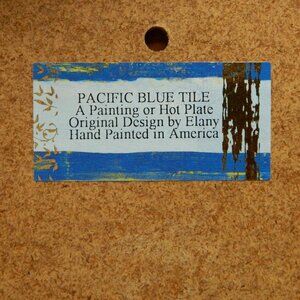 PACIFIC BLUE TILE
A Painting or Hot Plate
Original Design by Elany
Hand Painted in America